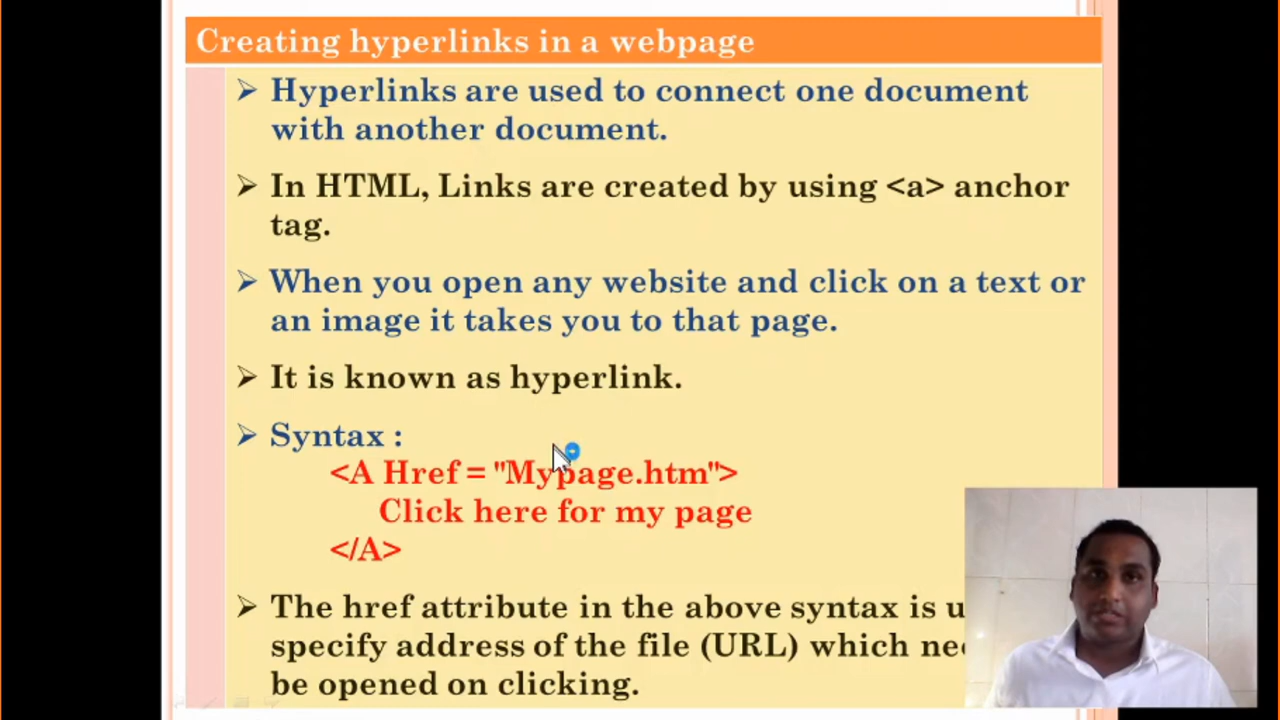 Creating hyperlinks in a webpage
Hyperlinks are used to connect one document
with another document.
In HTML, Links are created by using <a> anchor
tag.
When you open any website and click on a text or
an image it takes you to that page.
It is known as hyperlink.
Syntax :
<A Href = "Mypage.htm">
Click here for my page
</A>
The href attribute in the above syntax is
specify address of the file (URL) which
be opened on clicking.